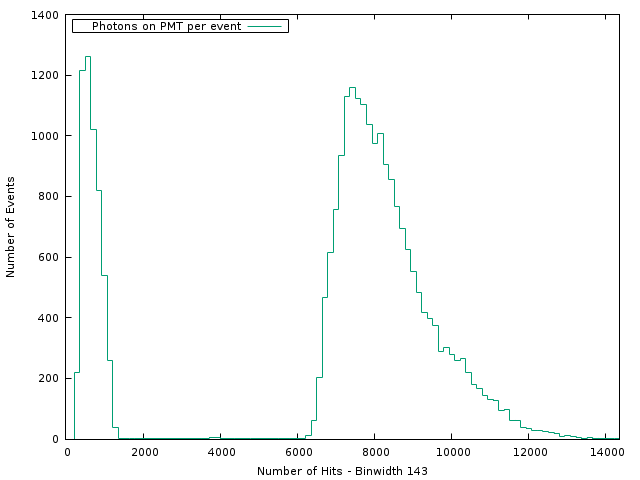 1400
Photons on PMT per event
1200
1000
800
600
400
200
0
Number of Events
0 2000 4000 6000 8000 10000 12000 14000
Number of Hits - Binwidth 143